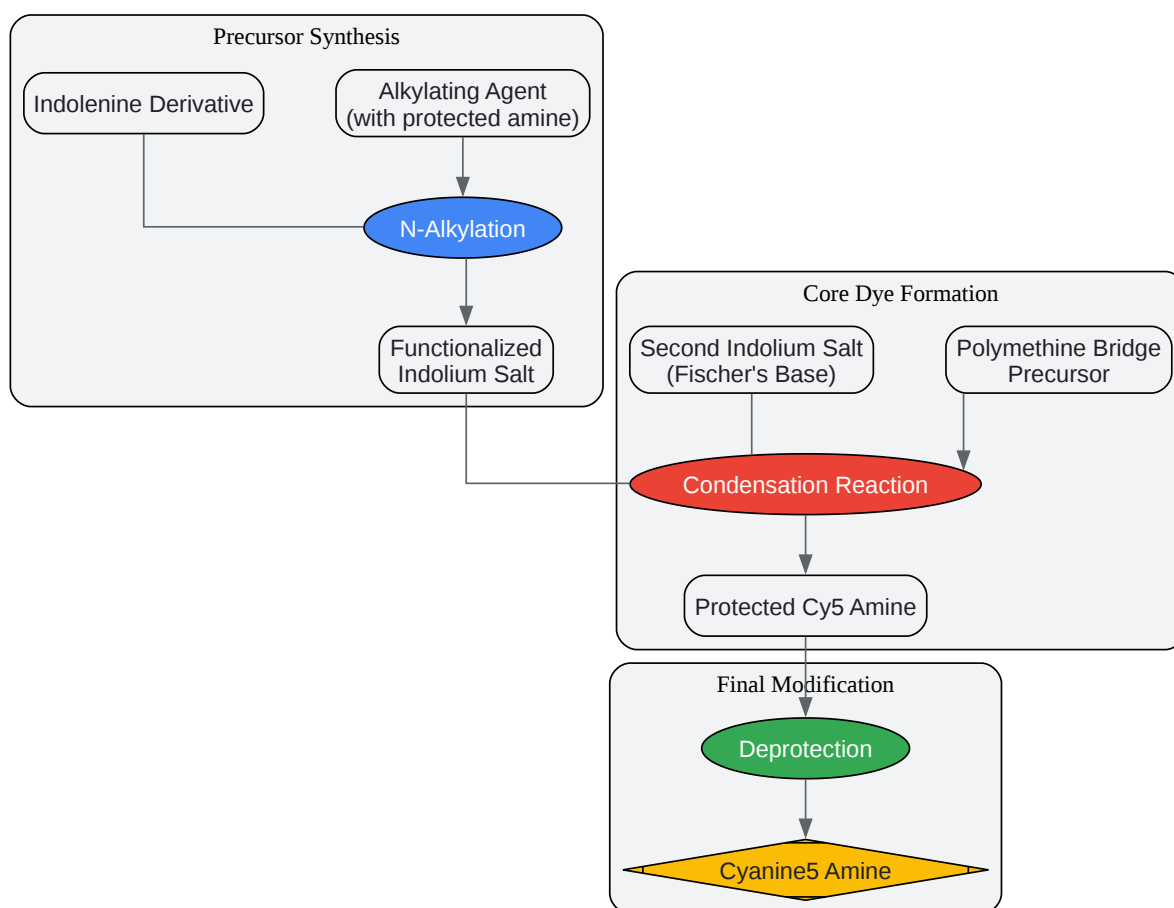 Precursor Synthesis
Indolenine Derivative
Alkylating Agent
(with protected amine)
N-Alkylation
Functionalized
Indolium Salt
Core Dye Formation
Second Indolium Salt
(Fischer's Base)
Polymethine Bridge
Precursor
Condensation Reaction
Protected Cy5 Amine
Final Modification
Deprotection
Cyanine5 Amine